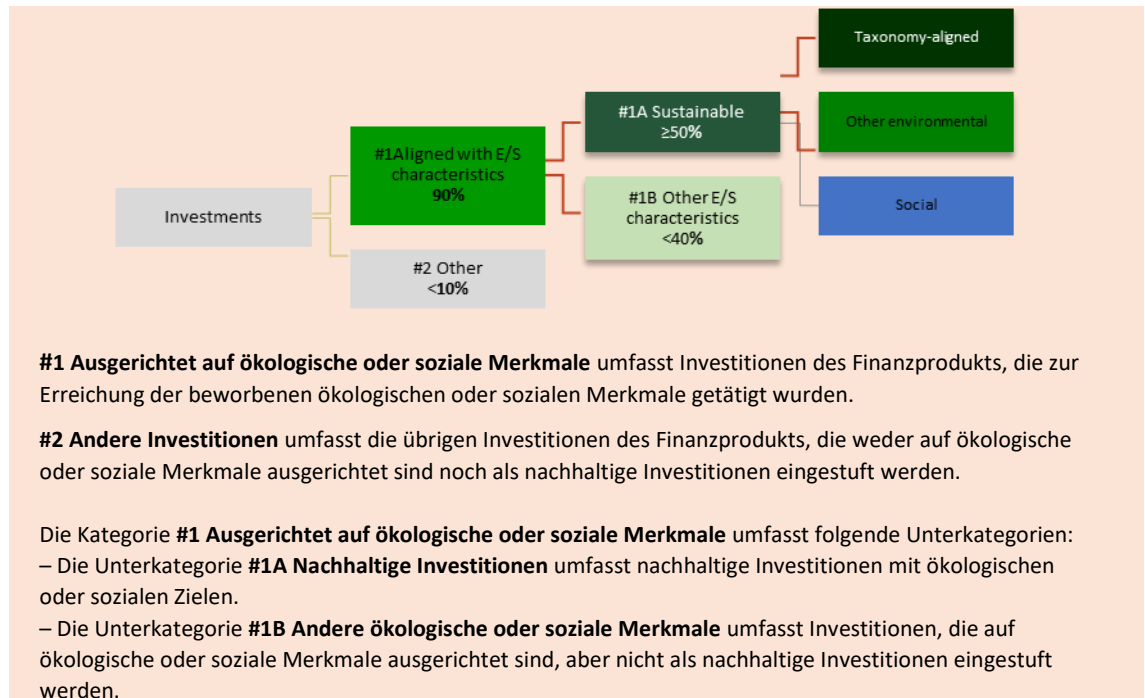 Taxonomy-aligned
#1A Sustainable
≥50%
Other environmental
#1Aligned with E/S
characteristics
90%
#1B Other E/S
characteristics
<40%
Social
Investments
#2 Other
<10%
#1 Ausgerichtet auf ökologische oder soziale Merkmale umfasst Investitionen des Finanzprodukts, die zur
Erreichung der beworbenen ökologischen oder sozialen Merkmale getätigt wurden.
#2 Andere Investitionen umfasst die übrigen Investitionen des Finanzprodukts, die weder auf ökologische
oder soziale Merkmale ausgerichtet sind noch als nachhaltige Investitionen eingestuft werden.
Die Kategorie #1 Ausgerichtet auf ökologische oder soziale Merkmale umfasst folgende Unterkategorien:
– Die Unterkategorie #1A Nachhaltige Investitionen umfasst nachhaltige Investitionen mit ökologischen
oder sozialen Zielen.
– Die Unterkategorie #1B Andere ökologische oder soziale Merkmale umfasst Investitionen, die auf
ökologische oder soziale Merkmale ausgerichtet sind, aber nicht als nachhaltige Investitionen eingestuft
werden.